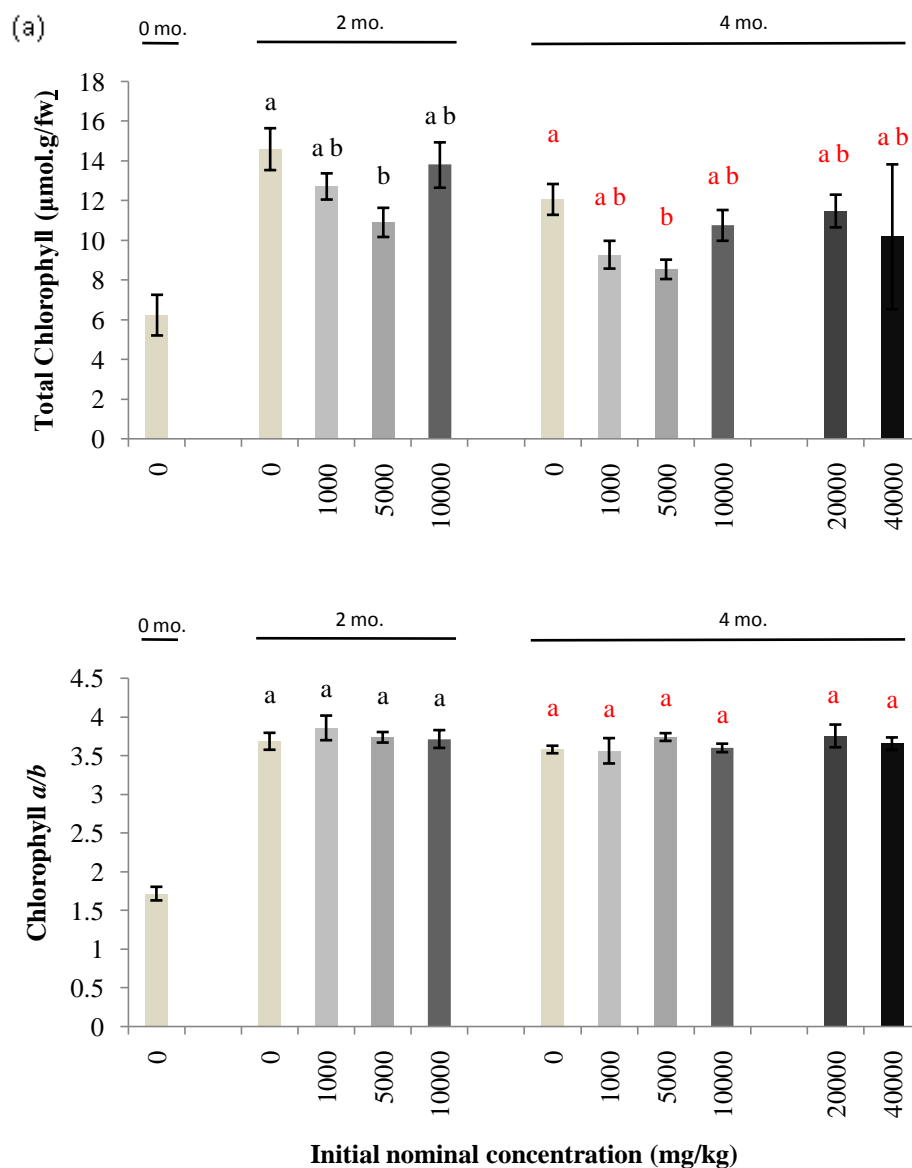 (a)
0 mo. 2 mo. 4 mo.
Total Chlorophyll (µmol.g/fw)
18
16
14
12
10
8
6
4
2
0
a a b b a b a a b b a b a b a b
0 0 1000 5000 10000 0 1000 5000 10000 20000 40000
0 mo. 2 mo. 4 mo.
Chlorophyll a/b
4.5
4
3.5
3
2.5
2
1.5
1
0.5
0
a a a a a a a a a a
0 0 1000 5000 10000 0 1000 5000 10000 20000 40000
Initial nominal concentration (mg/kg)